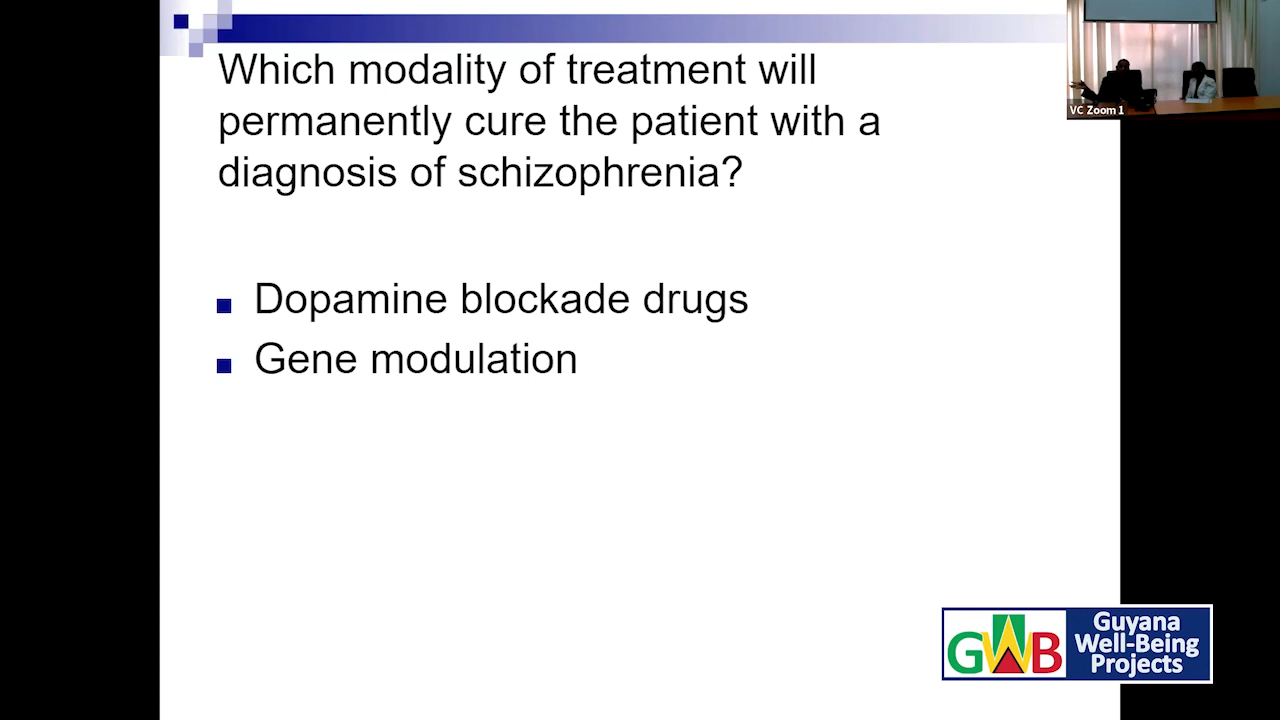 Which modality of treatment will
permanently cure the patient with a
diagnosis of schizophrenia?
Dopamine blockade drugs
Gene modulation
VC Zoom 1
GWB
Guyana
Well-Being
Projects